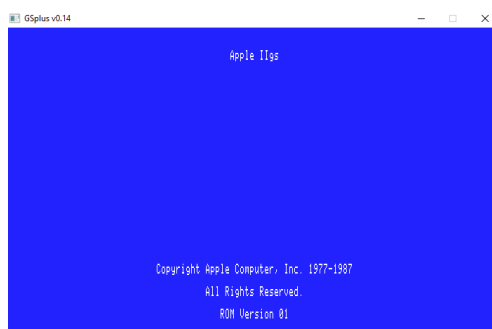 GSplus v0.14
Apple IIgs
Copyright Apple Computer, Inc. 1977-1987
All Rights Reserved.
ROM Version 01